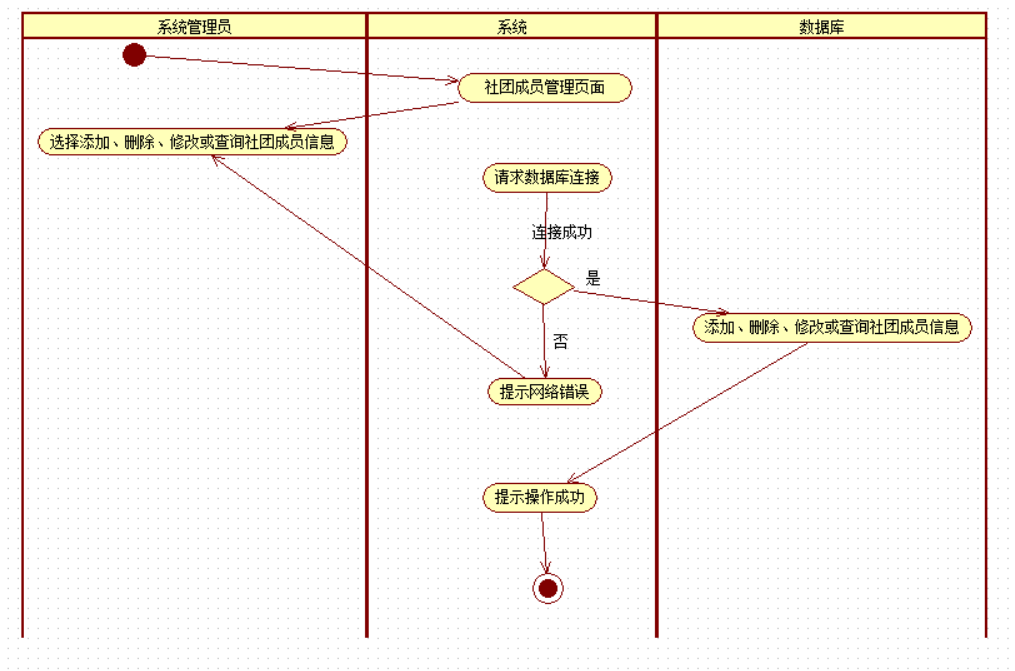 系统管理员
系统
数据库
社团成员管理页面
选择添加、删除、修改或查询社团成员信息
请求数据库连接
连接成功
是
添加、删除、修改或查询社团成员信息
否
提示网络错误
提示操作成功